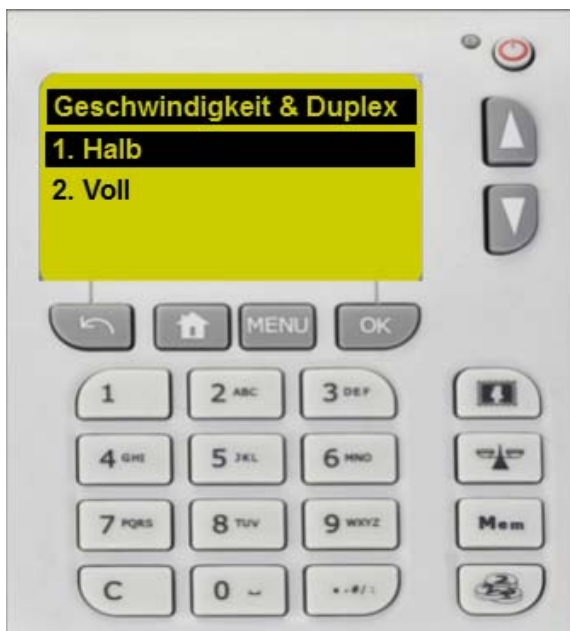 Geschwindigkeit & Duplex
1. Halb
2. Voll
MENU OK
1 2 ABC 3 DEF
4 GHI 5 JKL 6 MNO
7 PQRS 8 TUV 9 WXYZ Mem
C 0